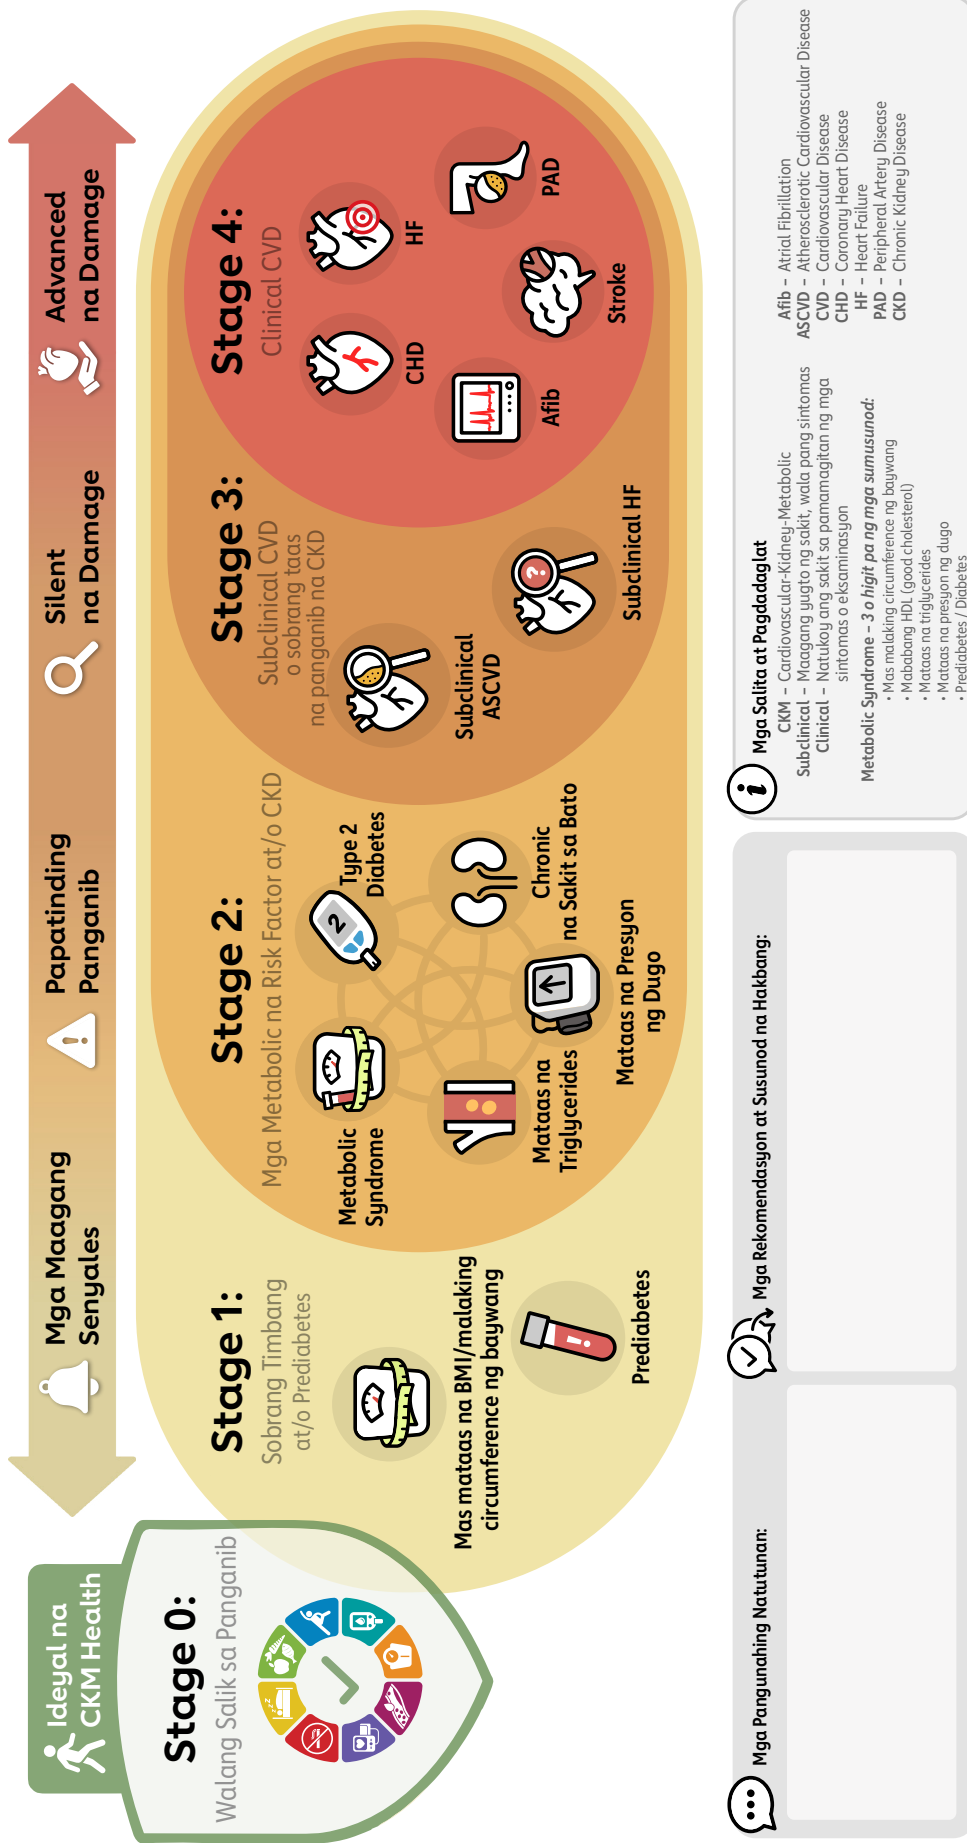 Ideyal na
CKM Health
Mga Maagang
Senyales
Papatinding
Panganib
Silent
na Damage
Advanced
na Damage
Stage 0:
Walang Salik sa Panganib
Stage 1:
Sobrang Timbang
at/o Prediabetes
Mas mataas na BMI/malaking
circumference ng baywang
Prediabetes
Stage 2:
Mga Metabolic na Risk Factor at/o CKD
Metabolic
Syndrome
2
Type 2
Diabetes
Mataas na
Triglycerides
Mataas na Presyon
ng Dugo
Chronic
na Sakit sa Bato
Stage 3:
Subclinical CVD
o sobrang taas
na panganib na CKD
Subclinical
ASCVD
Subclinical HF
Stage 4:
Clinical CVD
CHD
HF
Afib
Stroke
PAD
Mga Pangunahing Natutunan:
Mga Rekomendasyon at Susunod na Hakbang:
Mga Salita at Pagdadaglat
CKM – Cardiovascular-Kidney-Metabolic
Subclinical – Maagang yugto ng sakit, wala pang sintomas
Clinical – Natukoy ang sakit sa pamamagitan ng mga
sintomas o eksaminasyon
Metabolic Syndrome – 3 o higit pa ng mga sumusunod:
• Mas malaking circumference ng baywang
• Mababang HDL (good cholesterol)
• Mataas na triglycerides
• Mataas na presyon ng dugo
• Prediabetes / Diabetes
Afib – Atrial Fibrillation
ASCVD – Atherosclerotic Cardiovascular Disease
CVD – Cardiovascular Disease
CHD – Coronary Heart Disease
HF – Heart Failure
PAD – Peripheral Artery Disease
CKD – Chronic Kidney Disease